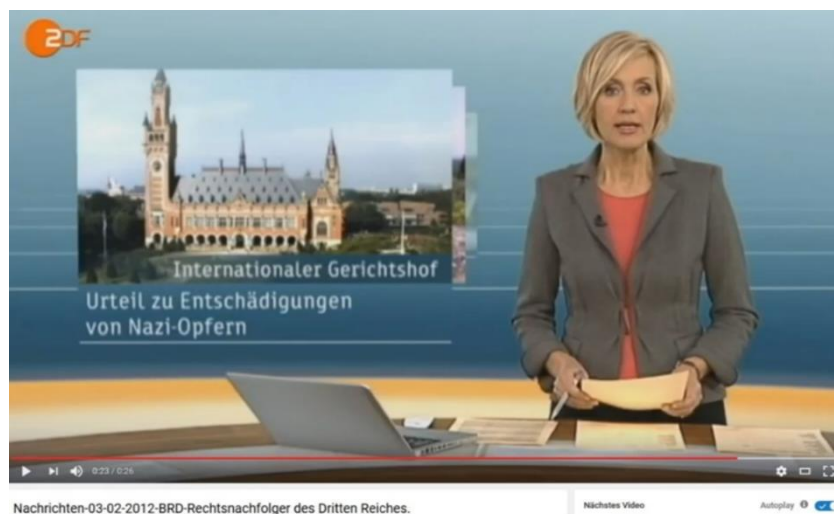 ZDF
Internationaler Gerichtshof
Urteil zu Entschädigungen
von Nazi-Opfern
0:23 / 0:26
Nachrichten-03-02-2012-BRD-Rechtsnachfolger des Dritten Reiches.
Nächstes Video
Autoplay